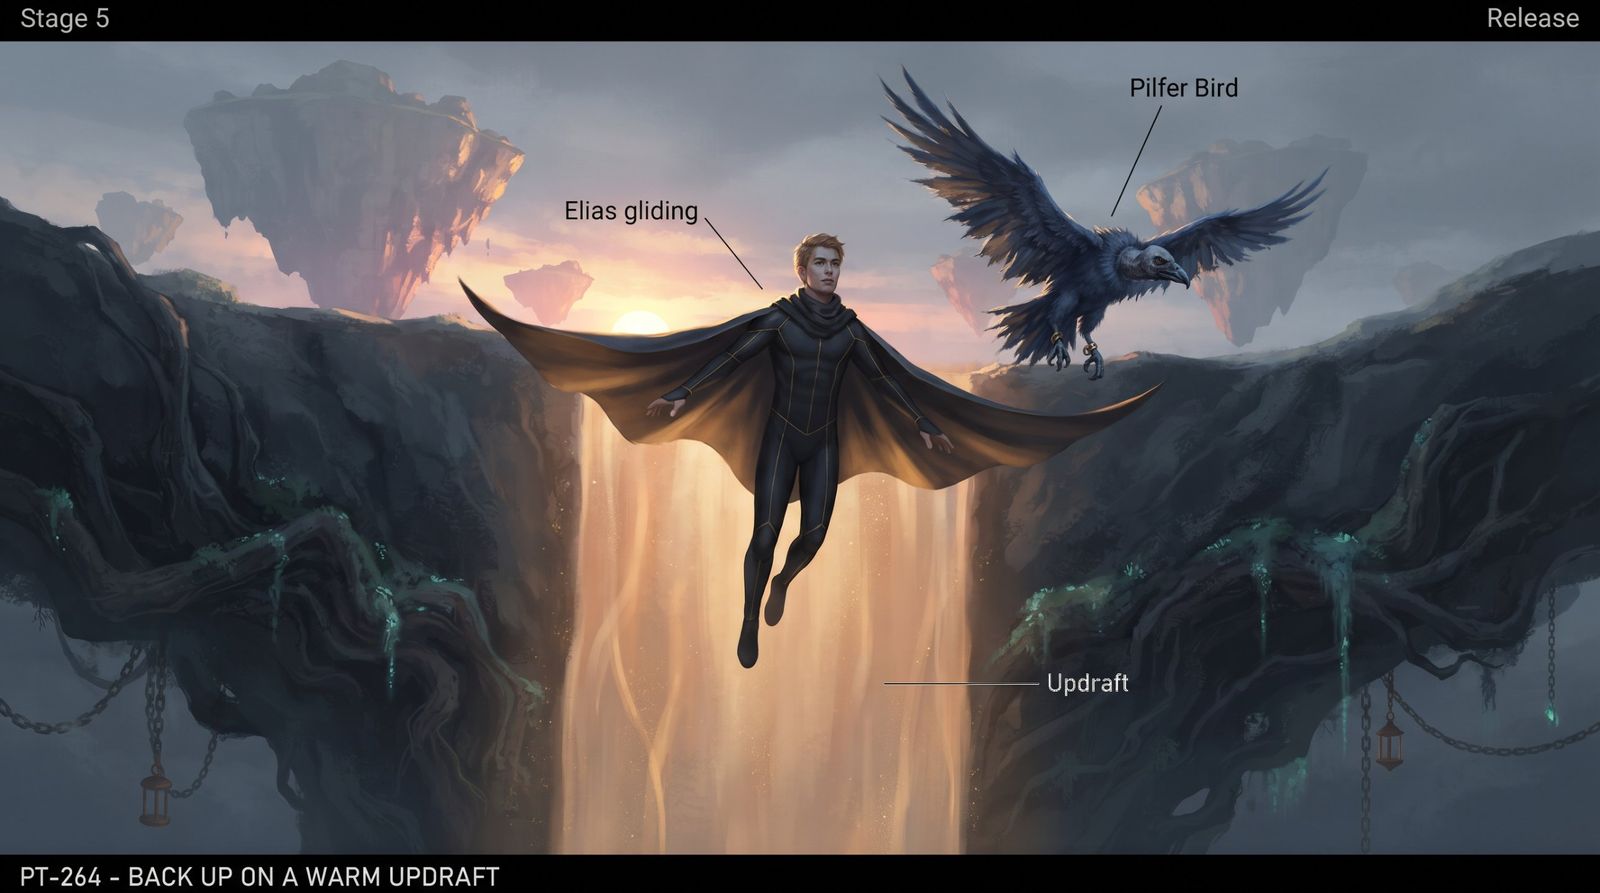 Stage 5
Release
Pilfer Bird
Elias gliding
Updraft
PT-264 - BACK UP ON A WARM UPDRAFT